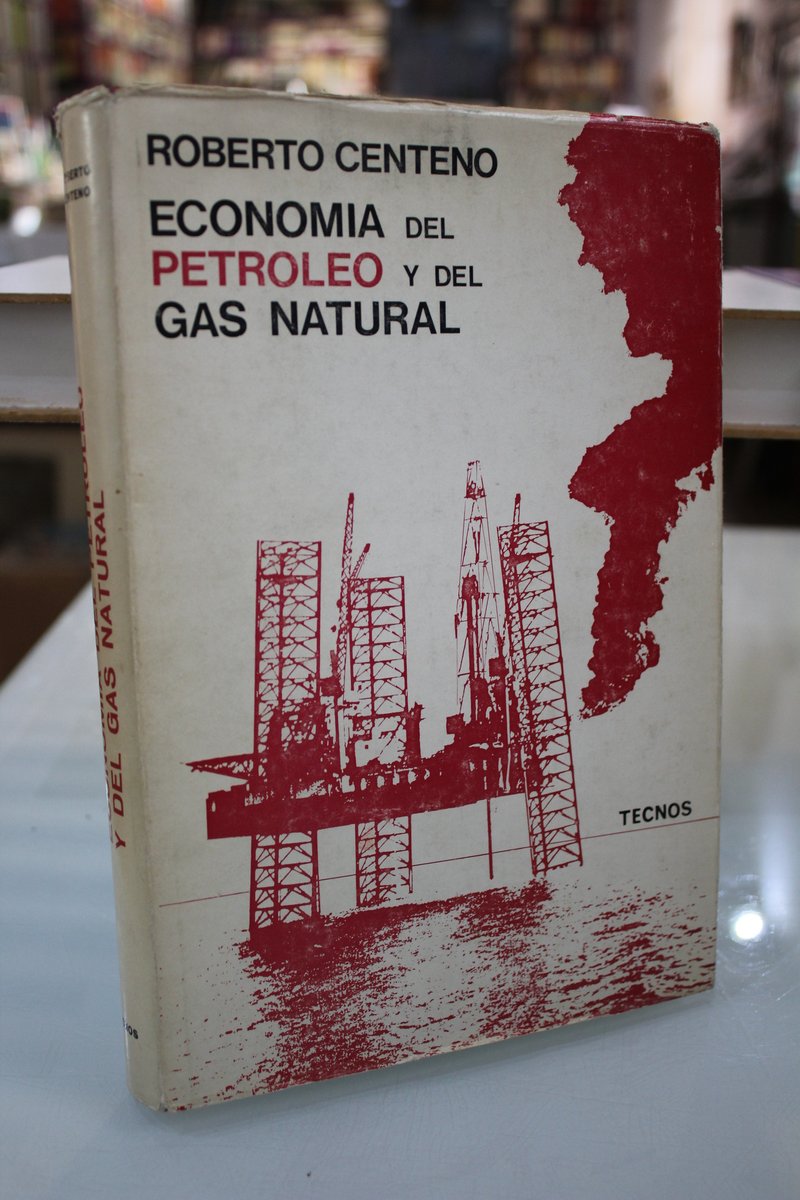 ROBERTO CENTENO
ECONOMIA DEL
PETROLEO Y DEL
GAS NATURAL
TECNOS
Y DEL GAS NATURAL